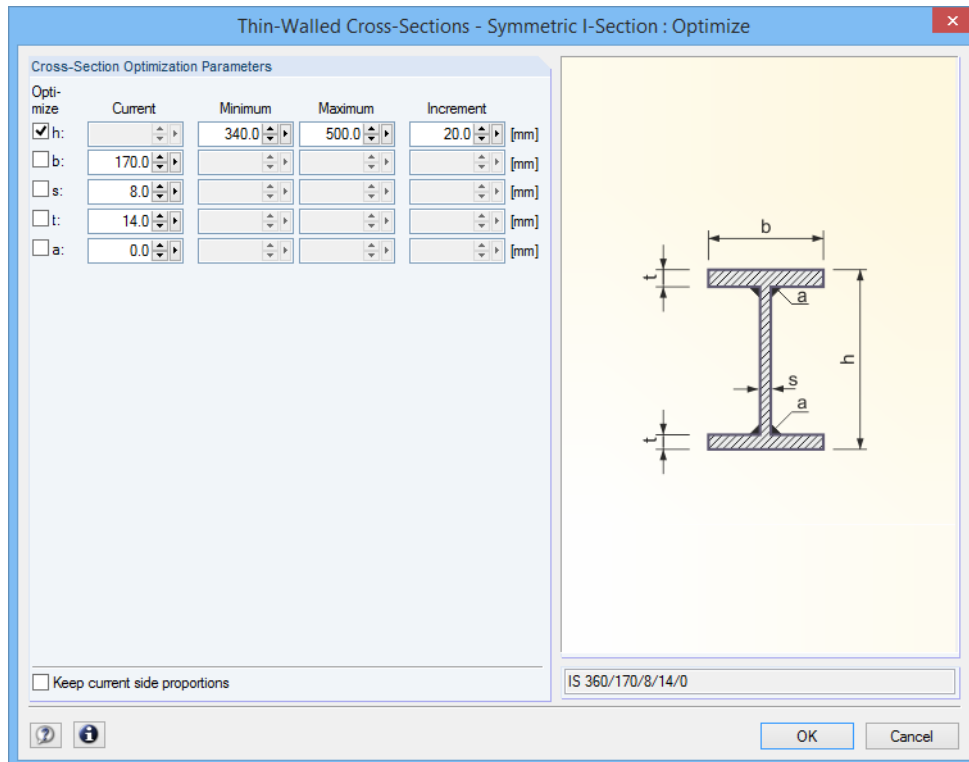 Thin-Walled Cross-Sections - Symmetric I-Section : Optimize
Cross-Section Optimization Parameters
Opti-
mize Current Minimum Maximum Increment
h: 340.0 500.0 20.0 [mm]
b: 170.0 [mm]
s: 8.0 [mm]
t: 14.0 [mm]
a: 0.0 [mm]
b
t
a
h
s
a
t
Keep current side proportions
IS 360/170/8/14/0
OK Cancel